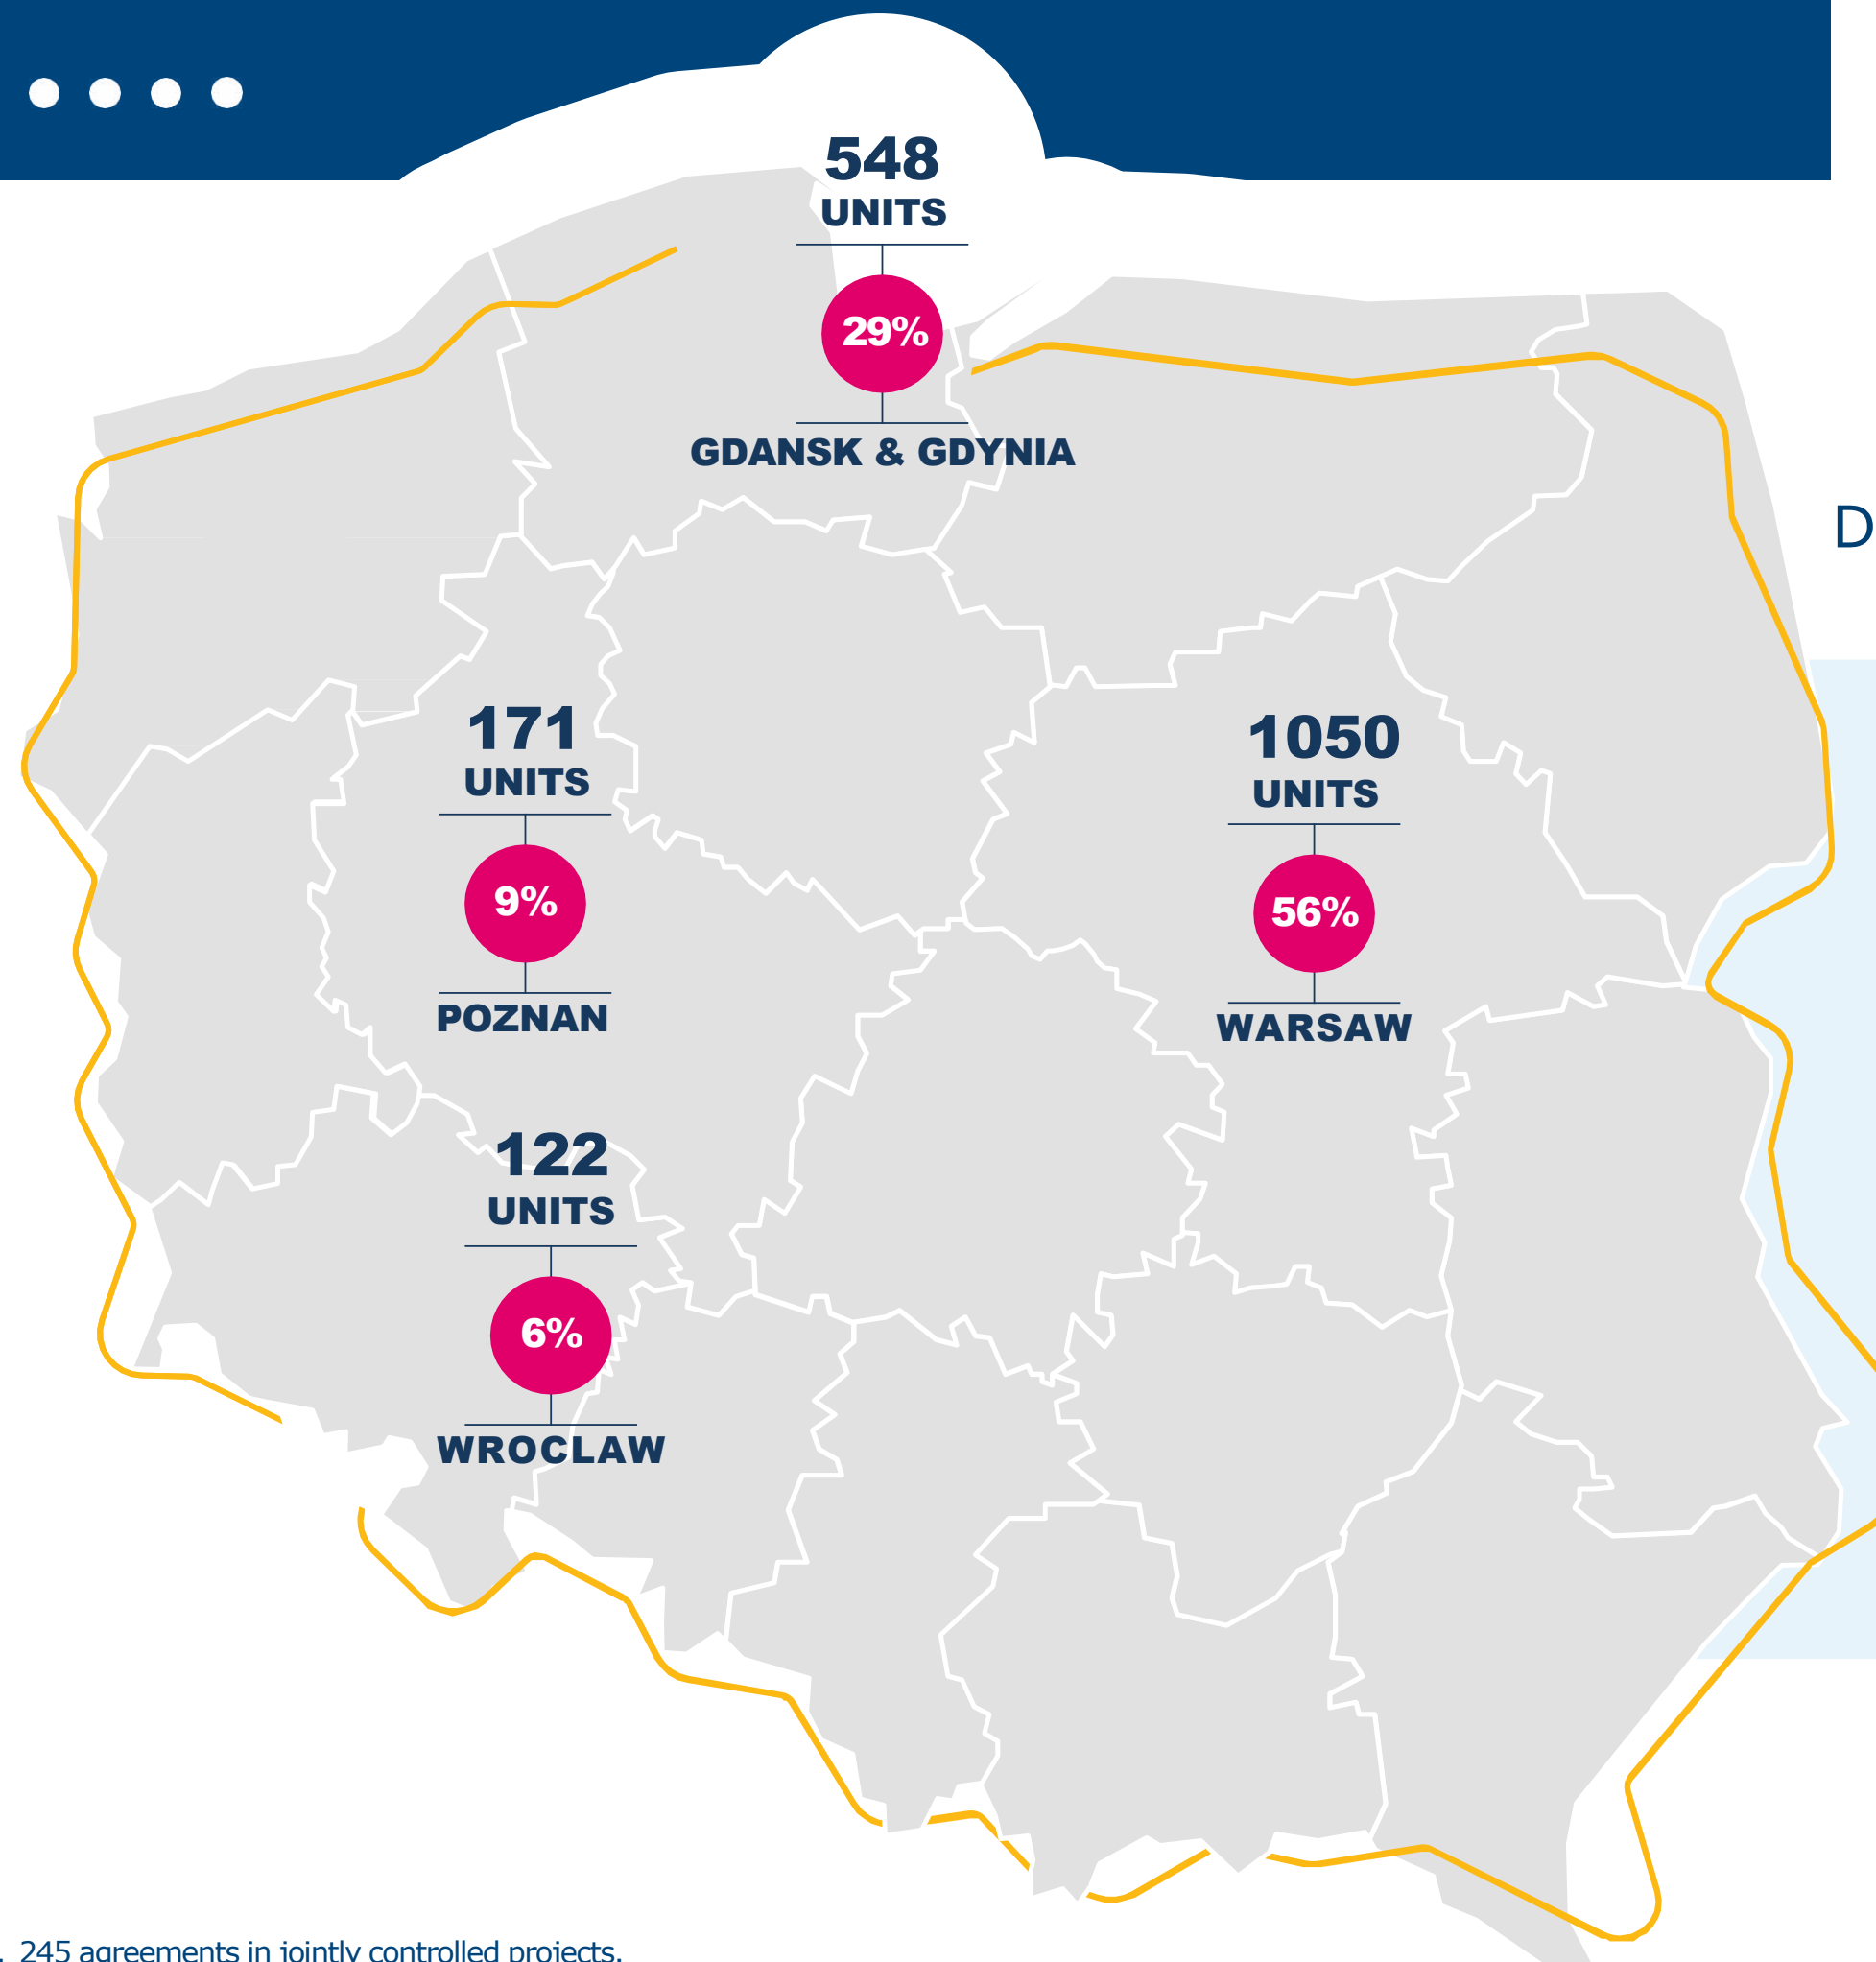 548
UNITS
29%
GDANSK & GDYNIA
D
171
UNITS
9%
POZNAN
1050
UNITS
56%
WARSAW
122
UNITS
6%
WROCLAW
. 245 agreements in jointly controlled projects.